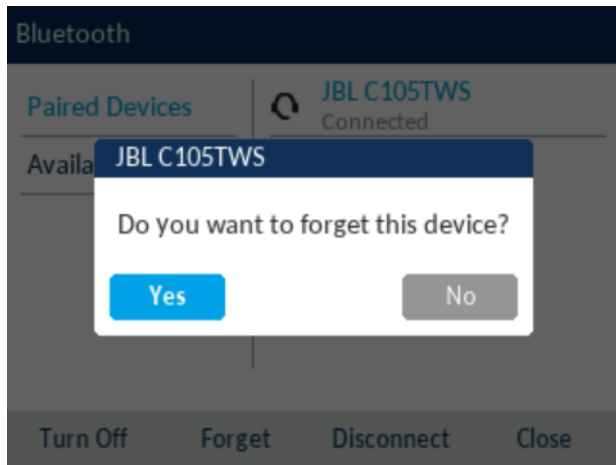 Bluetooth
Paired Devices
JBL C105TWS
Connected
Availa
JBL C105TWS
Do you want to forget this device?
Yes No
Turn Off Forget Disconnect Close